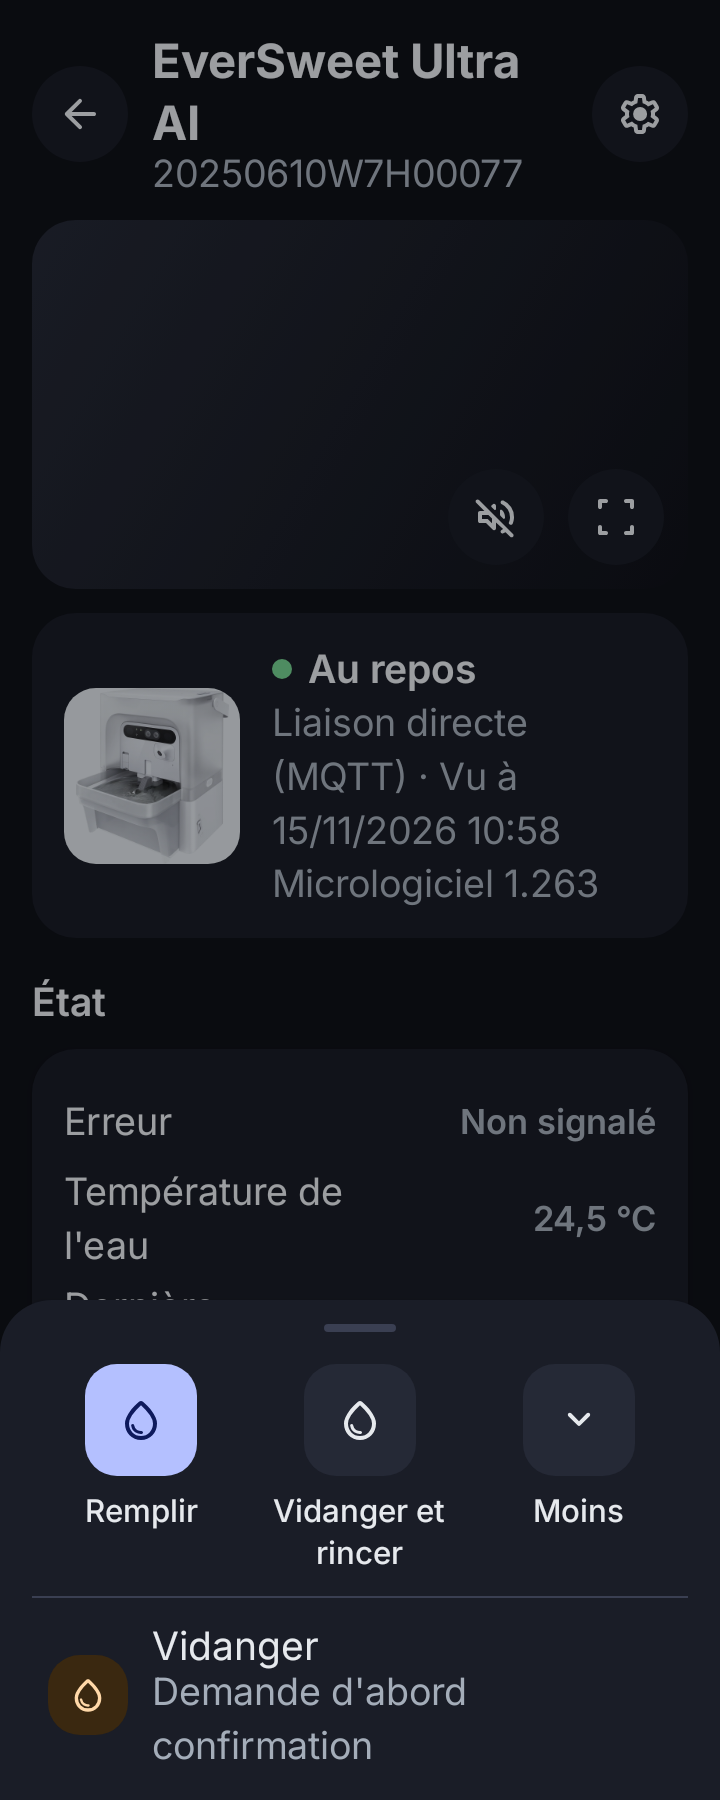 EverSweet Ultra
AI
20250610W7H00077
Au repos
Liaison directe
(MQTT) · Vu à
15/11/2026 10:58
Micrologiciel 1.263
État
Erreur
Non signalé
Température de
l'eau
24,5 °C
Dernière
Remplir
Vidanger et
rincer
Moins
Vidanger
Demande d'abord
confirmation